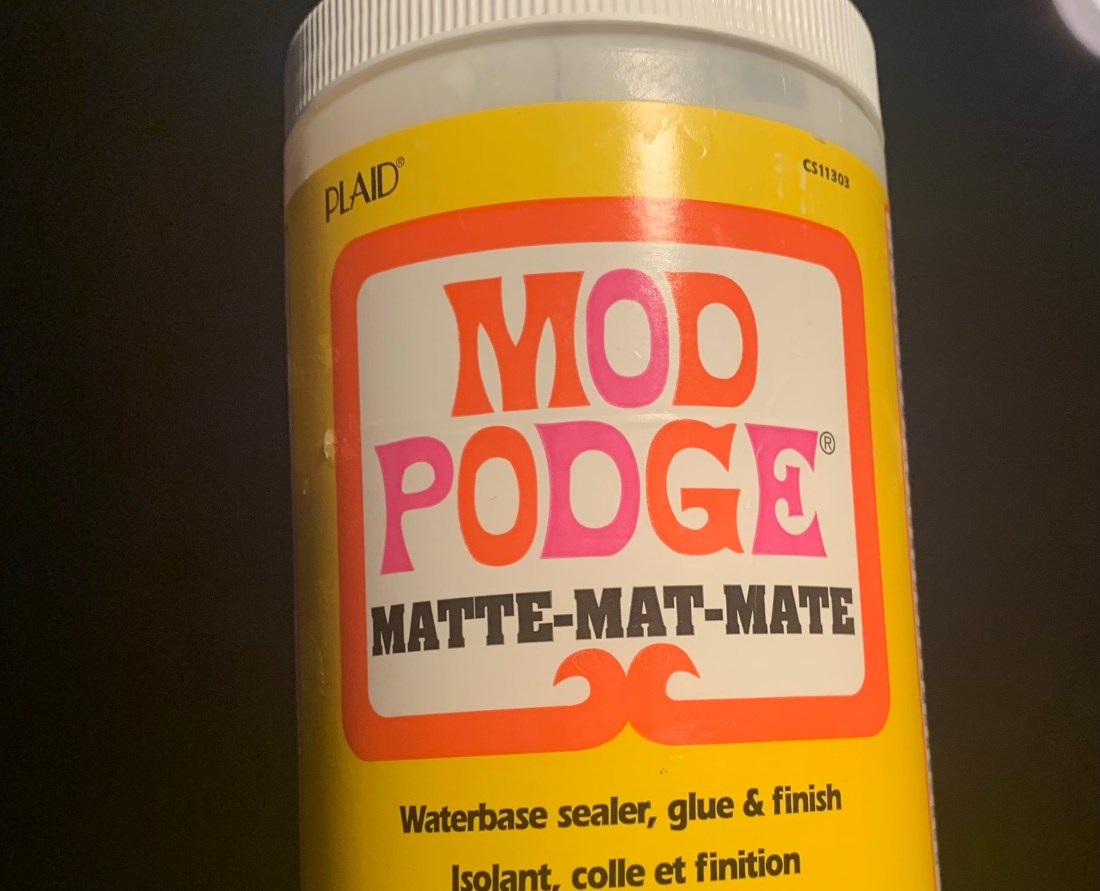 PLAID®
CS11303
MOD
PODGE®
MATTE-MAT-MATE
Waterbase sealer, glue & finish
Isolant, colle et finition